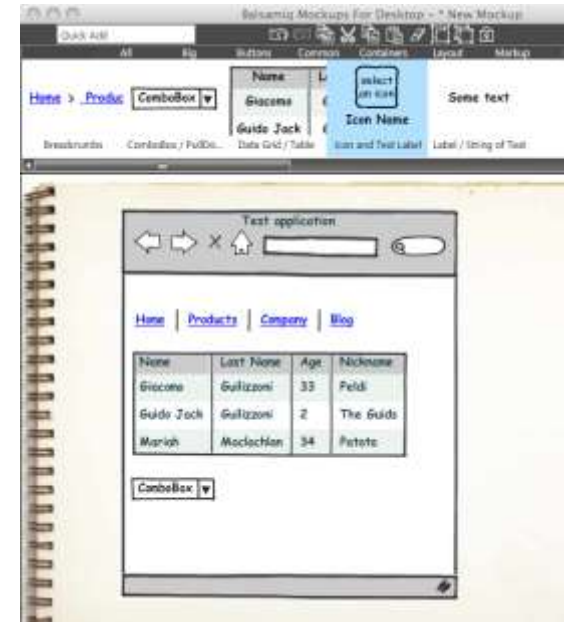 Balsamiq Mockups For Desktop - * New Mockup
Quick Add
All Big Buttons Common Containers Layout Markup
Home > Produc
ComboBox
Name L
Giacomo
Guido Jack
select
an icon
Icon Name
Some text
Breadcrumbs ComboBox / PullDo... Data Grid / Table Icon and Text Label Label / String of Text
Test application
Home Products Company Blog
Name Last Name Age Nickname
Giacomo Guilizzoni 33 Peldi
Guido Jack Guilizzoni 2 The Guids
Mariah Maclachlan 34 Patata
ComboBox